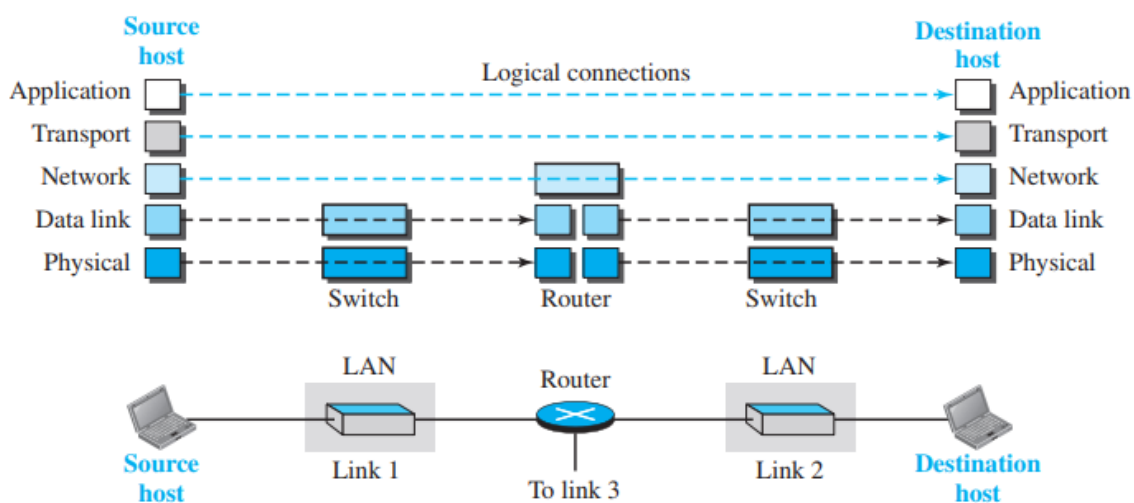 Source
host
Destination
host
Logical connections
Application
Application
Transport
Transport
Network
Network
Data link
Data link
Physical
Physical
Switch
Router
Switch
LAN
Router
LAN
Source
host
Link 1
To link 3
Link 2
Destination
host